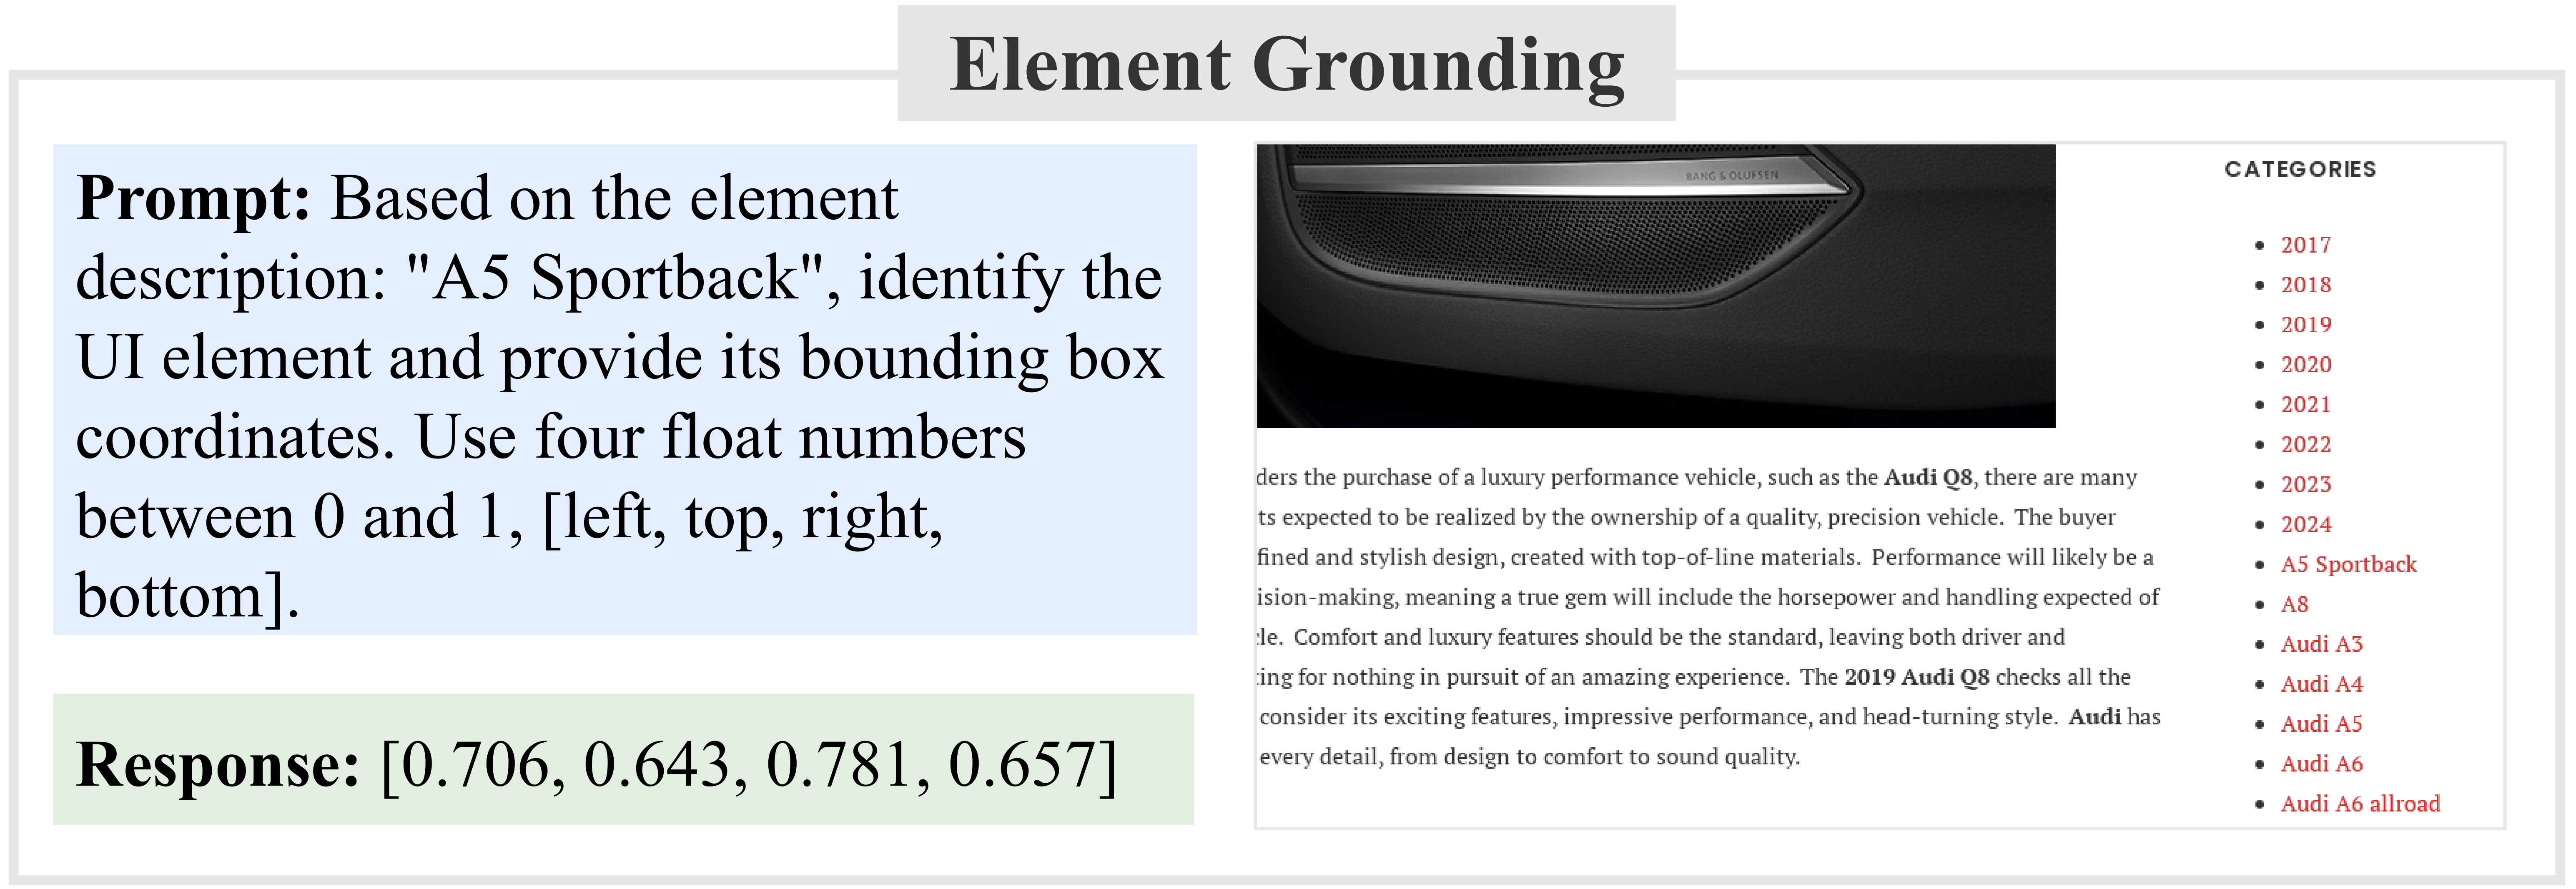 Element Grounding
Prompt: Based on the element
description: "A5 Sportback", identify the
UI element and provide its bounding box
coordinates. Use four float numbers
between 0 and 1, [left, top, right,
bottom].
Response: [0.706, 0.643, 0.781, 0.657]
BANG & OLUFSEN
ders the purchase of a luxury performance vehicle, such as the Audi Q8, there are many
ts expected to be realized by the ownership of a quality, precision vehicle. The buyer
fined and stylish design, created with top-of-line materials. Performance will likely be a
ision-making, meaning a true gem will include the horsepower and handling expected of
cle. Comfort and luxury features should be the standard, leaving both driver and
ing for nothing in pursuit of an amazing experience. The 2019 Audi Q8 checks all the
consider its exciting features, impressive performance, and head-turning style. Audi has
every detail, from design to comfort to sound quality.
CATEGORIES
2017
2018
2019
2020
2021
2022
2023
2024
A5 Sportback
A8
Audi A3
Audi A4
Audi A5
Audi A6
Audi A6 allroad